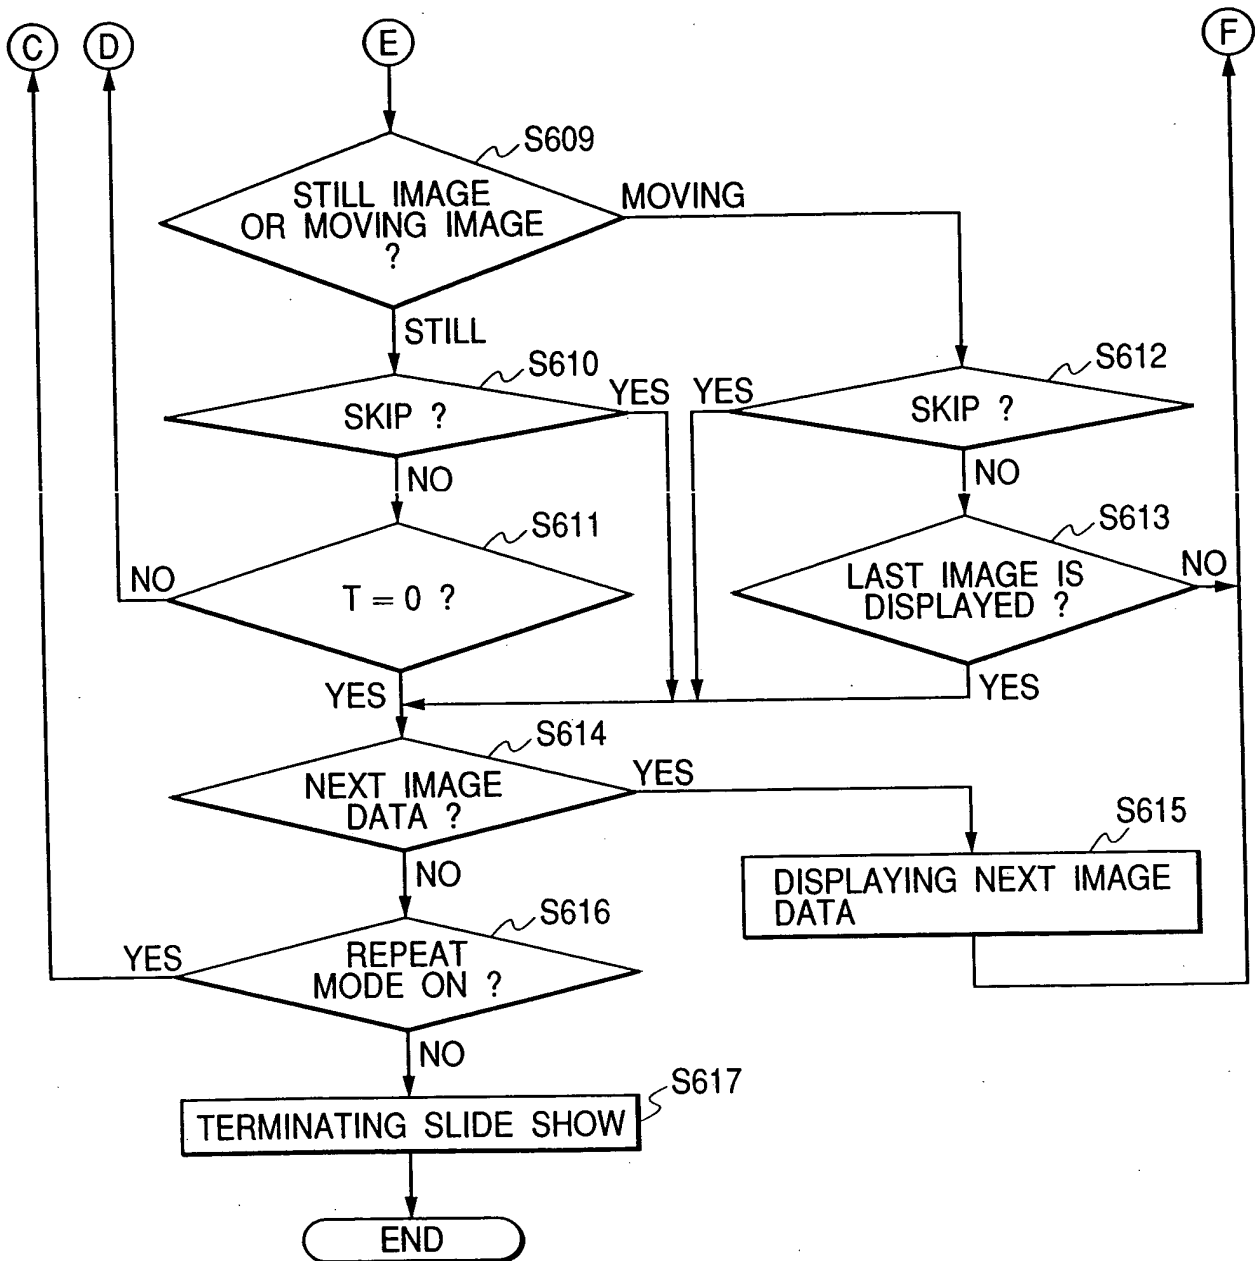 C
D
E
F
S609
STILL IMAGE
OR MOVING IMAGE
?
MOVING
STILL
S610
SKIP ?
YES
NO
S612
YES
SKIP ?
NO
S611
T = 0 ?
NO
YES
S613
LAST IMAGE IS
DISPLAYED ?
NO
YES
S614
NEXT IMAGE
DATA ?
YES
NO
S615
DISPLAYING NEXT IMAGE
DATA
S616
REPEAT
MODE ON ?
YES
NO
S617
TERMINATING SLIDE SHOW
END